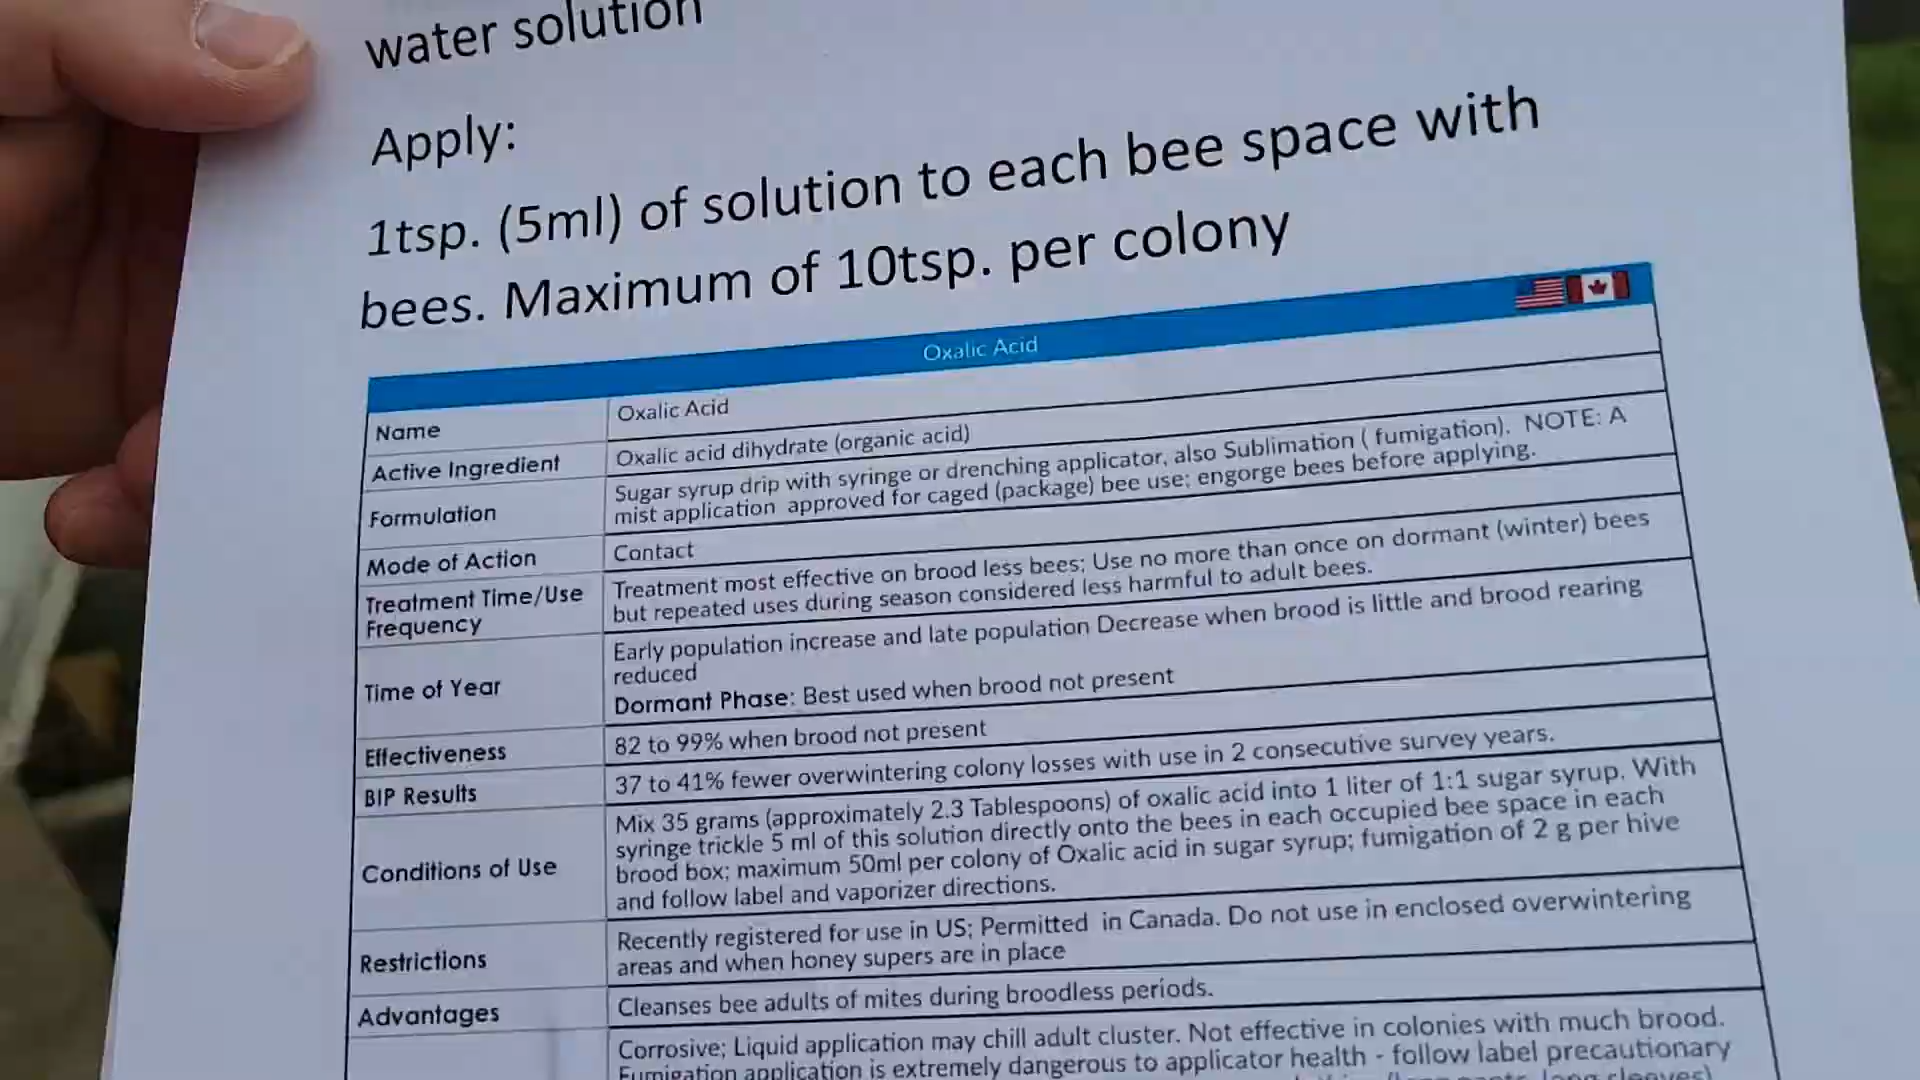 water solution
Apply:
1tsp. (5ml) of solution to each bee space with
bees. Maximum of 10tsp. per colony
Oxalic Acid
Name
Oxalic Acid
Active Ingredient
Oxalic acid dihydrate (organic acid)
Formulation
Sugar syrup drip with syringe or drenching applicator, also Sublimation ( fumigation). NOTE: A
mist application approved for caged (package) bee use; engorge bees before applying.
Mode of Action
Contact
Treatment Time/Use
Frequency
Treatment most effective on brood less bees; Use no more than once on dormant (winter) bees
but repeated uses during season considered less harmful to adult bees.
Time of Year
Early population increase and late population Decrease when brood is little and brood rearing
reduced
Dormant Phase: Best used when brood not present
Effectiveness
82 to 99% when brood not present
BIP Results
37 to 41% fewer overwintering colony losses with use in 2 consecutive survey years.
Conditions of Use
Mix 35 grams (approximately 2.3 Tablespoons) of oxalic acid into 1 liter of 1:1 sugar syrup. With
syringe trickle 5 ml of this solution directly onto the bees in each occupied bee space in each
brood box; maximum 50ml per colony of Oxalic acid in sugar syrup; fumigation of 2 g per hive
and follow label and vaporizer directions.
Restrictions
Recently registered for use in US; Permitted in Canada. Do not use in enclosed overwintering
areas and when honey supers are in place
Advantages
Cleanses bee adults of mites during broodless periods.
Corrosive; Liquid application may chill adult cluster. Not effective in colonies with much brood.
Fumigation application is extremely dangerous to applicator health - follow label precautionary